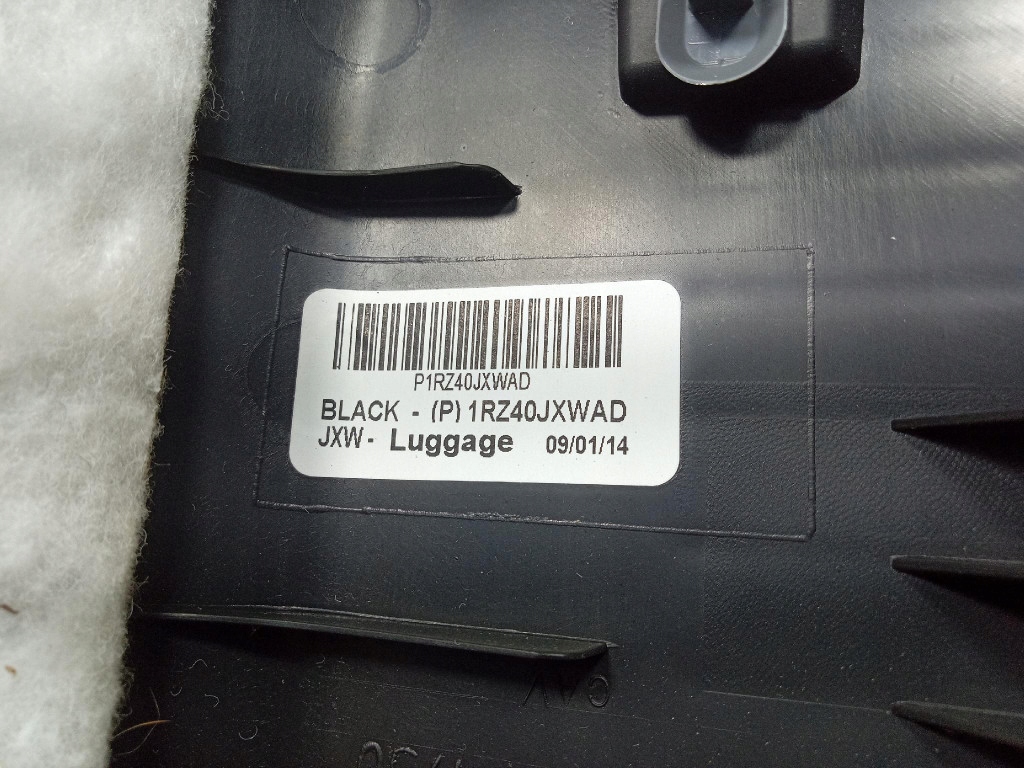 P1RZ40JXWAD
BLACK - (P) 1RZ40JXWAD
JXW- Luggage 09/01/14